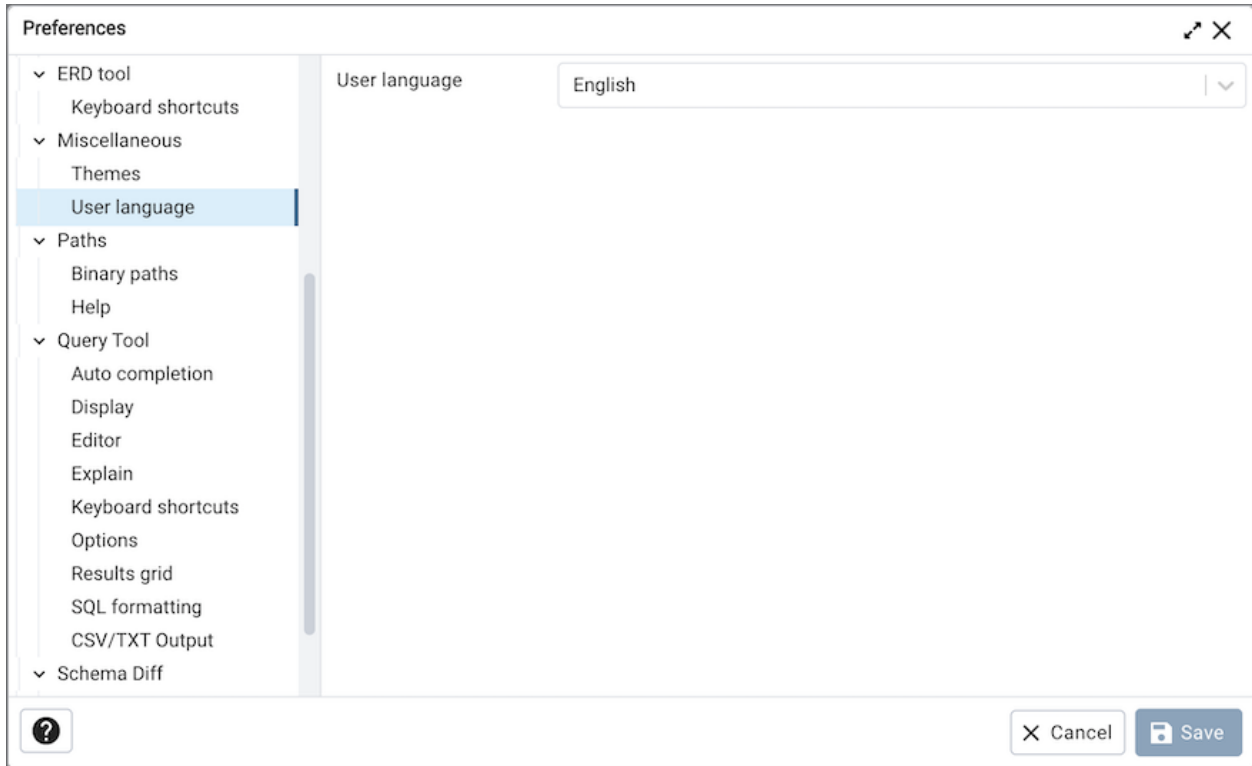 Preferences
ERD tool
Keyboard shortcuts
Miscellaneous
Themes
User language
Paths
Binary paths
Help
Query Tool
Auto completion
Display
Editor
Explain
Keyboard shortcuts
Options
Results grid
SQL formatting
CSV/TXT Output
Schema Diff
User language English
? Cancel Save